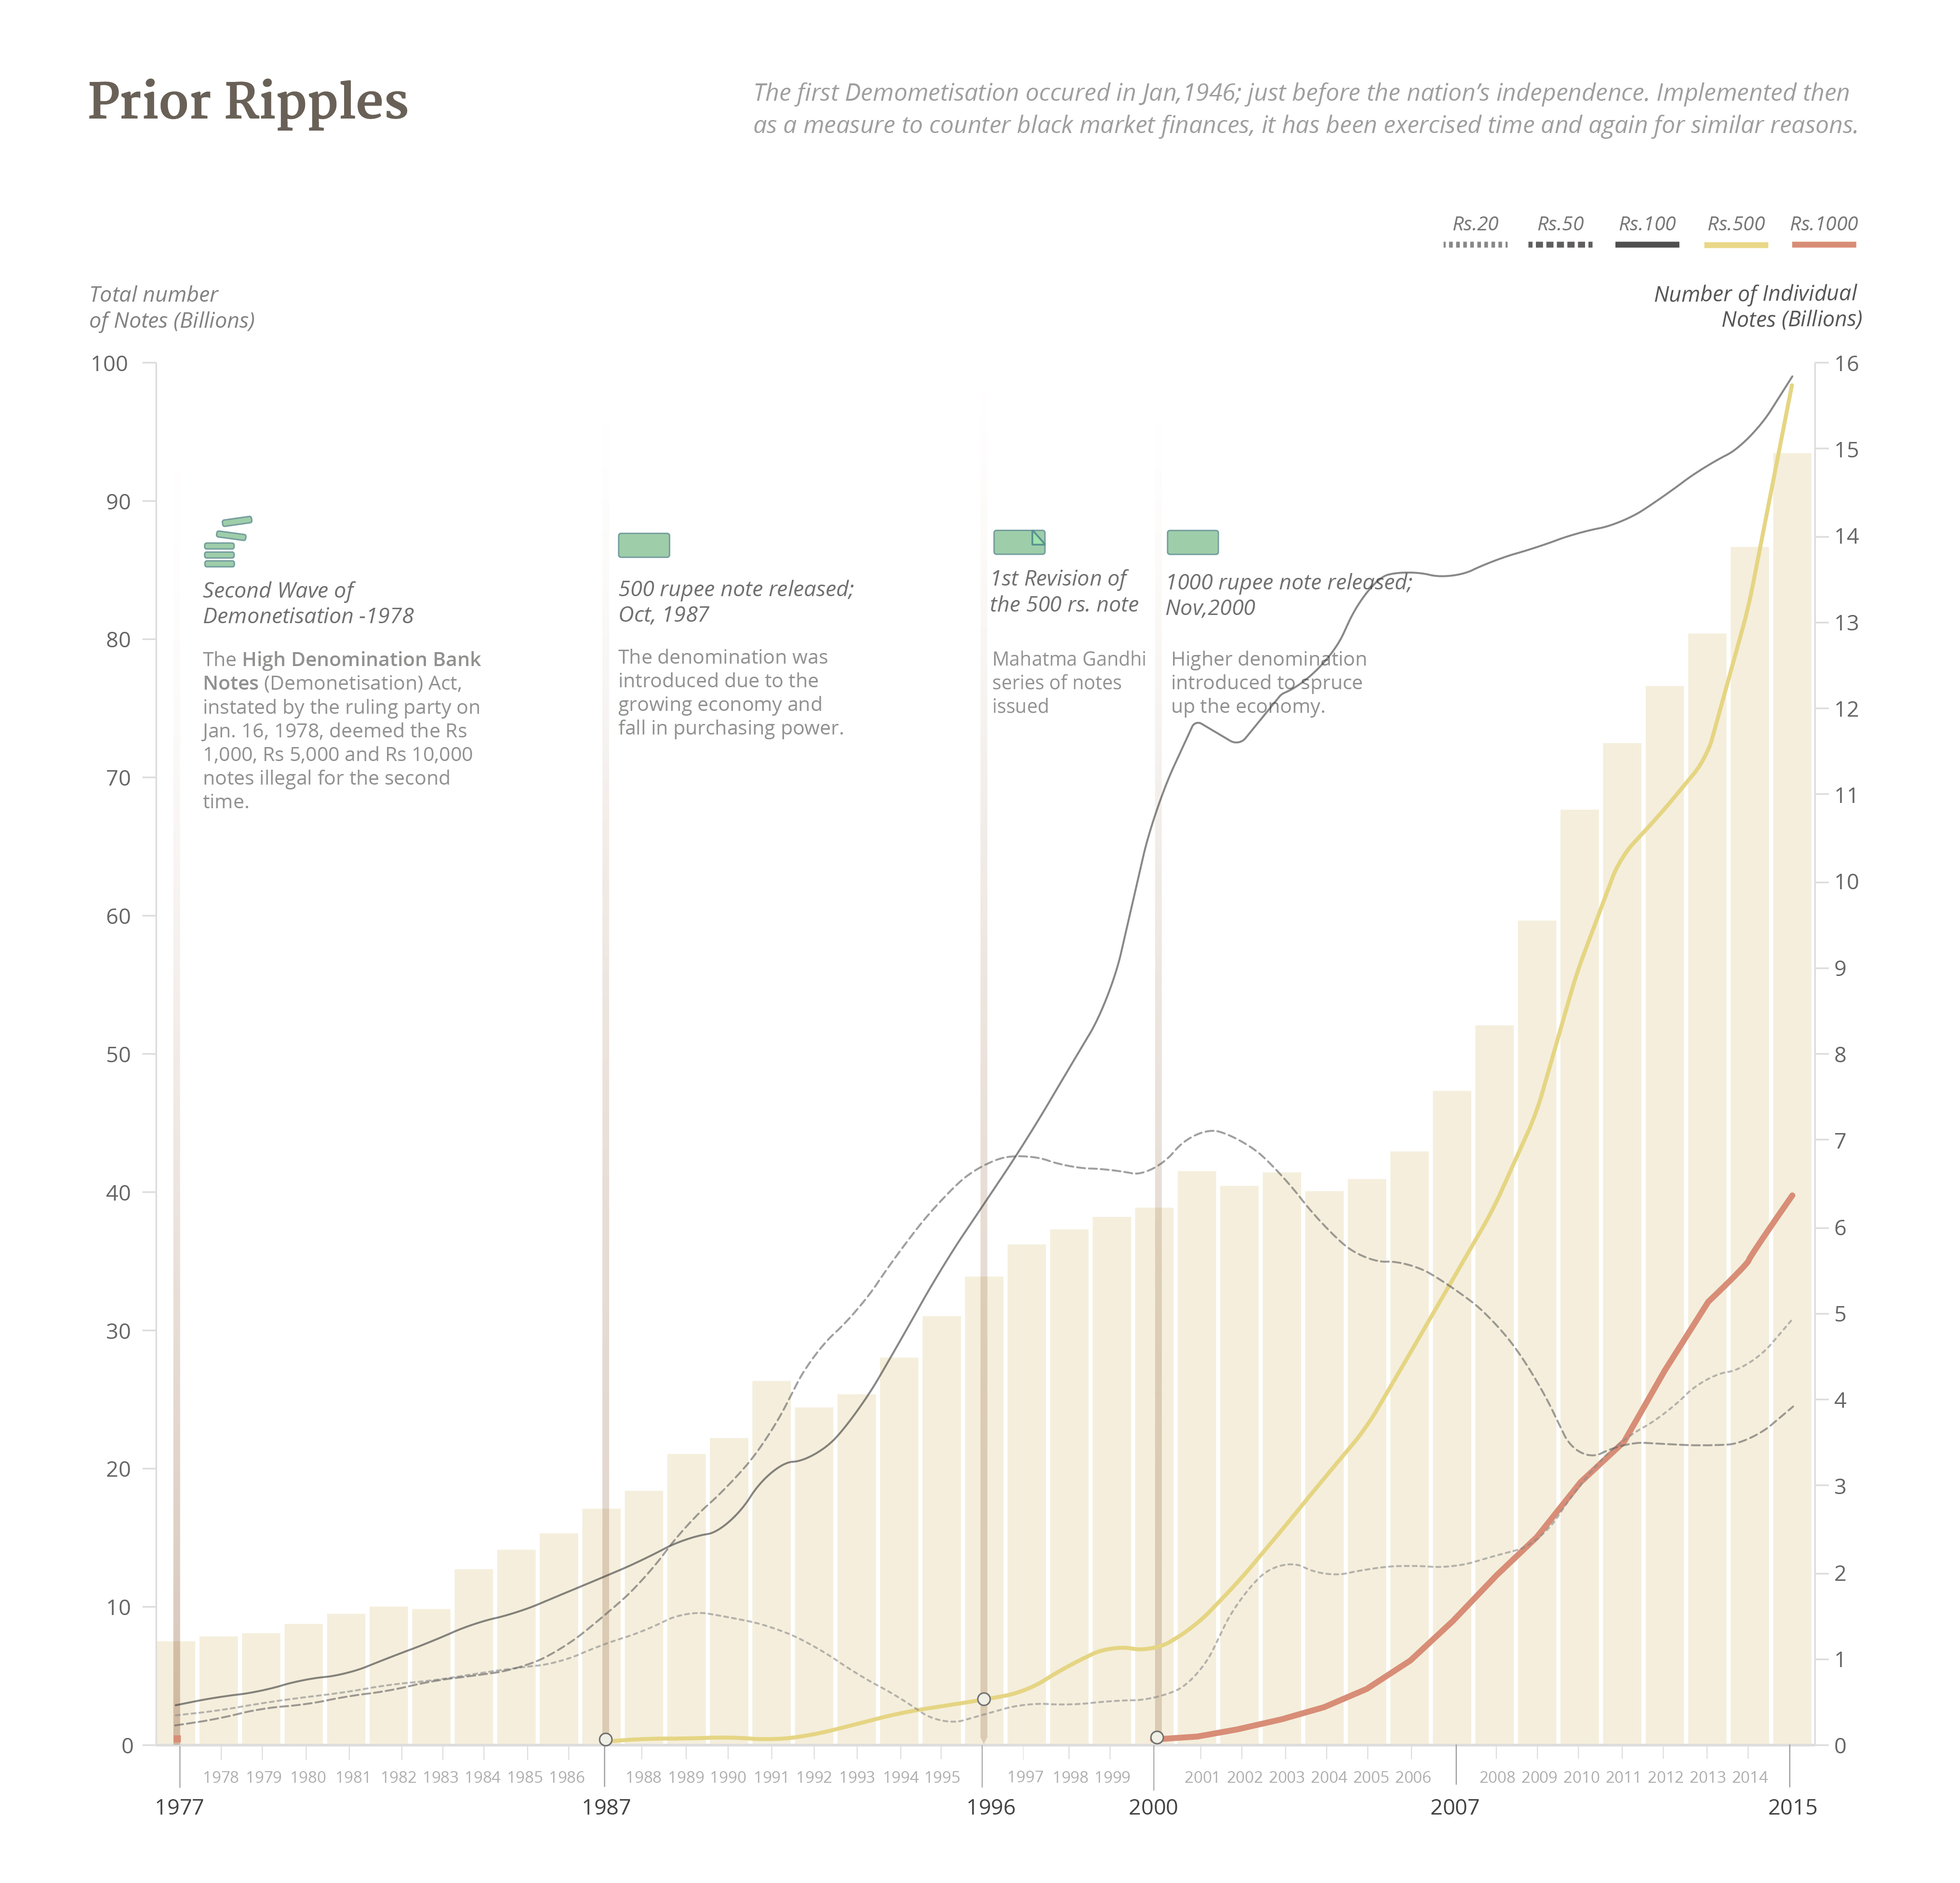 Prior Ripples
The first Demometisation occured in Jan,1946; just before the nation's independence. Implemented then
as a measure to counter black market finances, it has been exercised time and again for similar reasons.
Rs.20 Rs.50 Rs.100 Rs.500 Rs.1000
Total number
of Notes (Billions)
Number of Individual
Notes (Billions)
100
90
80
70
60
50
40
30
20
10
0
16
15
14
13
12
11
10
9
8
7
6
5
4
3
2
1
0
Second Wave of
Demonetisation -1978
The High Denomination Bank
Notes (Demonetisation) Act,
instated by the ruling party on
Jan. 16, 1978, deemed the Rs
1,000, Rs 5,000 and Rs 10,000
notes illegal for the second
time.
500 rupee note released;
Oct, 1987
The denomination was
introduced due to the
growing economy and
fall in purchasing power.
1st Revision of
the 500 rs. note
Mahatma Gandhi
series of notes
issued
1000 rupee note released;
Nov,2000
Higher denomination
introduced to spruce
up the economy.
1978 1979 1980 1981 1982 1983 1984 1985 1986 1988 1989 1990 1991 1992 1993 1994 1995 1997 1998 1999 2001 2002 2003 2004 2005 2006 2008 2009 2010 2011 2012 2013 2014
1977 1987 1996 2000 2007 2015